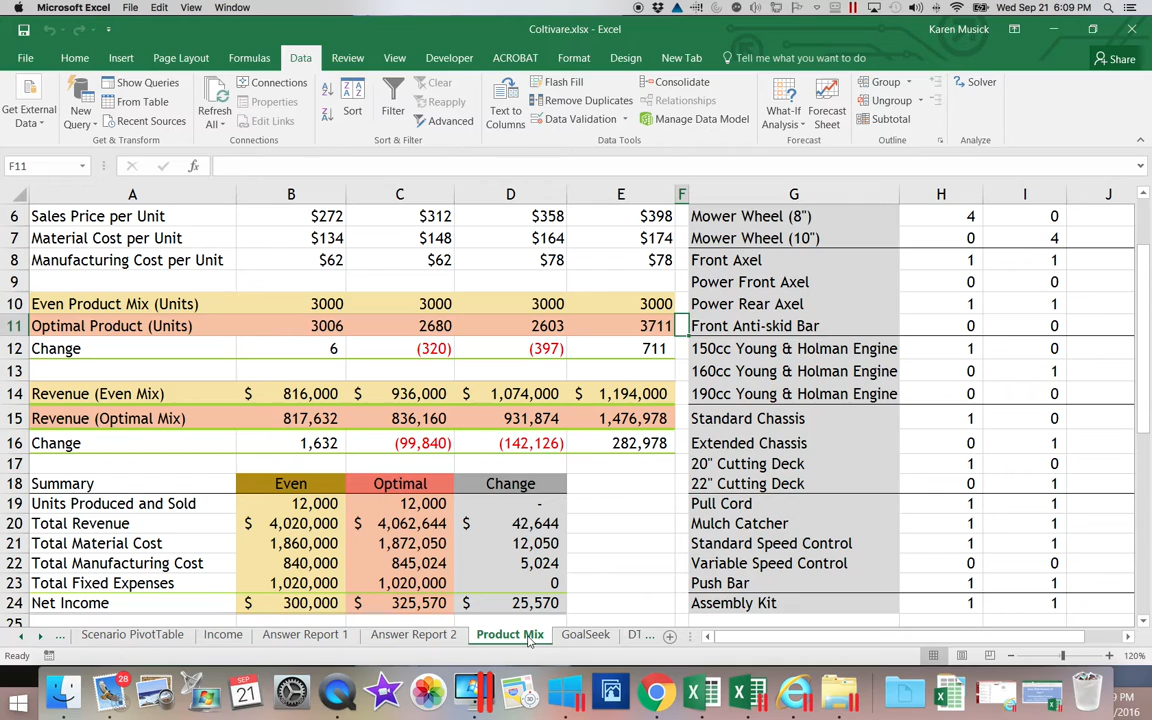 Microsoft Excel File Edit View Window Wed Sep 21 6:09 PM
Coltivare.xlsx - Excel Karen Musick
File Home Insert Page Layout Formulas Data Review View Developer ACROBAT Format Design New Tab Tell me what you want to do Share
Get External Data
New Query
Show Queries
From Table
Recent Sources
Get & Transform
Refresh All
Connections
Properties
Edit Links
Connections
Sort
Filter
Clear
Reapply
Advanced
Sort & Filter
Text to Columns
Flash Fill
Remove Duplicates
Data Validation
Consolidate
Relationships
Manage Data Model
Data Tools
What-If Analysis
Forecast Sheet
Forecast
Group
Ungroup
Subtotal
Outline
Solver
Analyze
F11 fx
A B C D E F G H I J
6 Sales Price per Unit $272 $312 $358 $398 Mower Wheel (8") 4 0
7 Material Cost per Unit $134 $148 $164 $174 Mower Wheel (10") 0 4
8 Manufacturing Cost per Unit $62 $62 $78 $78 Front Axel 1 1
9 Power Front Axel 0 0
10 Even Product Mix (Units) 3000 3000 3000 3000 Power Rear Axel 1 1
11 Optimal Product (Units) 3006 2680 2603 3711 Front Anti-skid Bar 0 0
12 Change 6 (320) (397) 711 150cc Young & Holman Engine 1 0
13 160cc Young & Holman Engine 0 1
14 Revenue (Even Mix) $ 816,000 $ 936,000 $ 1,074,000 $ 1,194,000 190cc Young & Holman Engine 0 0
15 Revenue (Optimal Mix) 817,632 836,160 931,874 1,476,978 Standard Chassis 1 0
16 Change 1,632 (99,840) (142,126) 282,978 Extended Chassis 0 1
17 20" Cutting Deck 1 0
18 Summary Even Optimal Change 22" Cutting Deck 0 1
19 Units Produced and Sold 12,000 12,000 - Pull Cord 1 1
20 Total Revenue $ 4,020,000 $ 4,062,644 $ 42,644 Mulch Catcher 1 1
21 Total Material Cost 1,860,000 1,872,050 12,050 Standard Speed Control 1 1
22 Total Manufacturing Cost 840,000 845,024 5,024 Variable Speed Control 0 0
23 Total Fixed Expenses 1,020,000 1,020,000 0 Push Bar 1 1
24 Net Income $ 300,000 $ 325,570 $ 25,570 Assembly Kit 1 1
25
... Scenario PivotTable Income Answer Report 1 Answer Report 2 Product Mix GoalSeek D1 ...
Ready 120%
28 SEP 21
9 PM
/2016